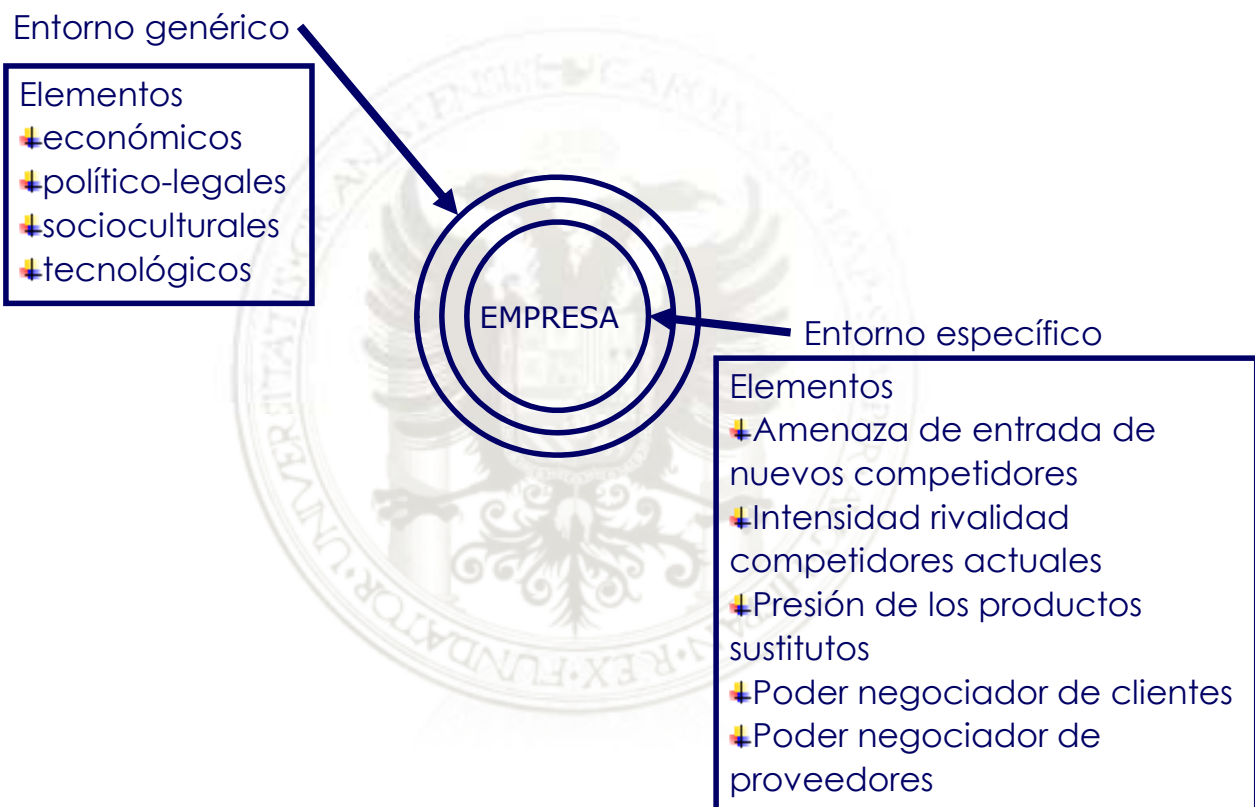 Entorno genérico
Elementos
económicos
político-legales
socioculturales
tecnológicos
EMPRESA
Entorno específico
Elementos
Amenaza de entrada de
nuevos competidores
Intensidad rivalidad
competidores actuales
Presión de los productos
sustitutos
Poder negociador de clientes
Poder negociador de
proveedores